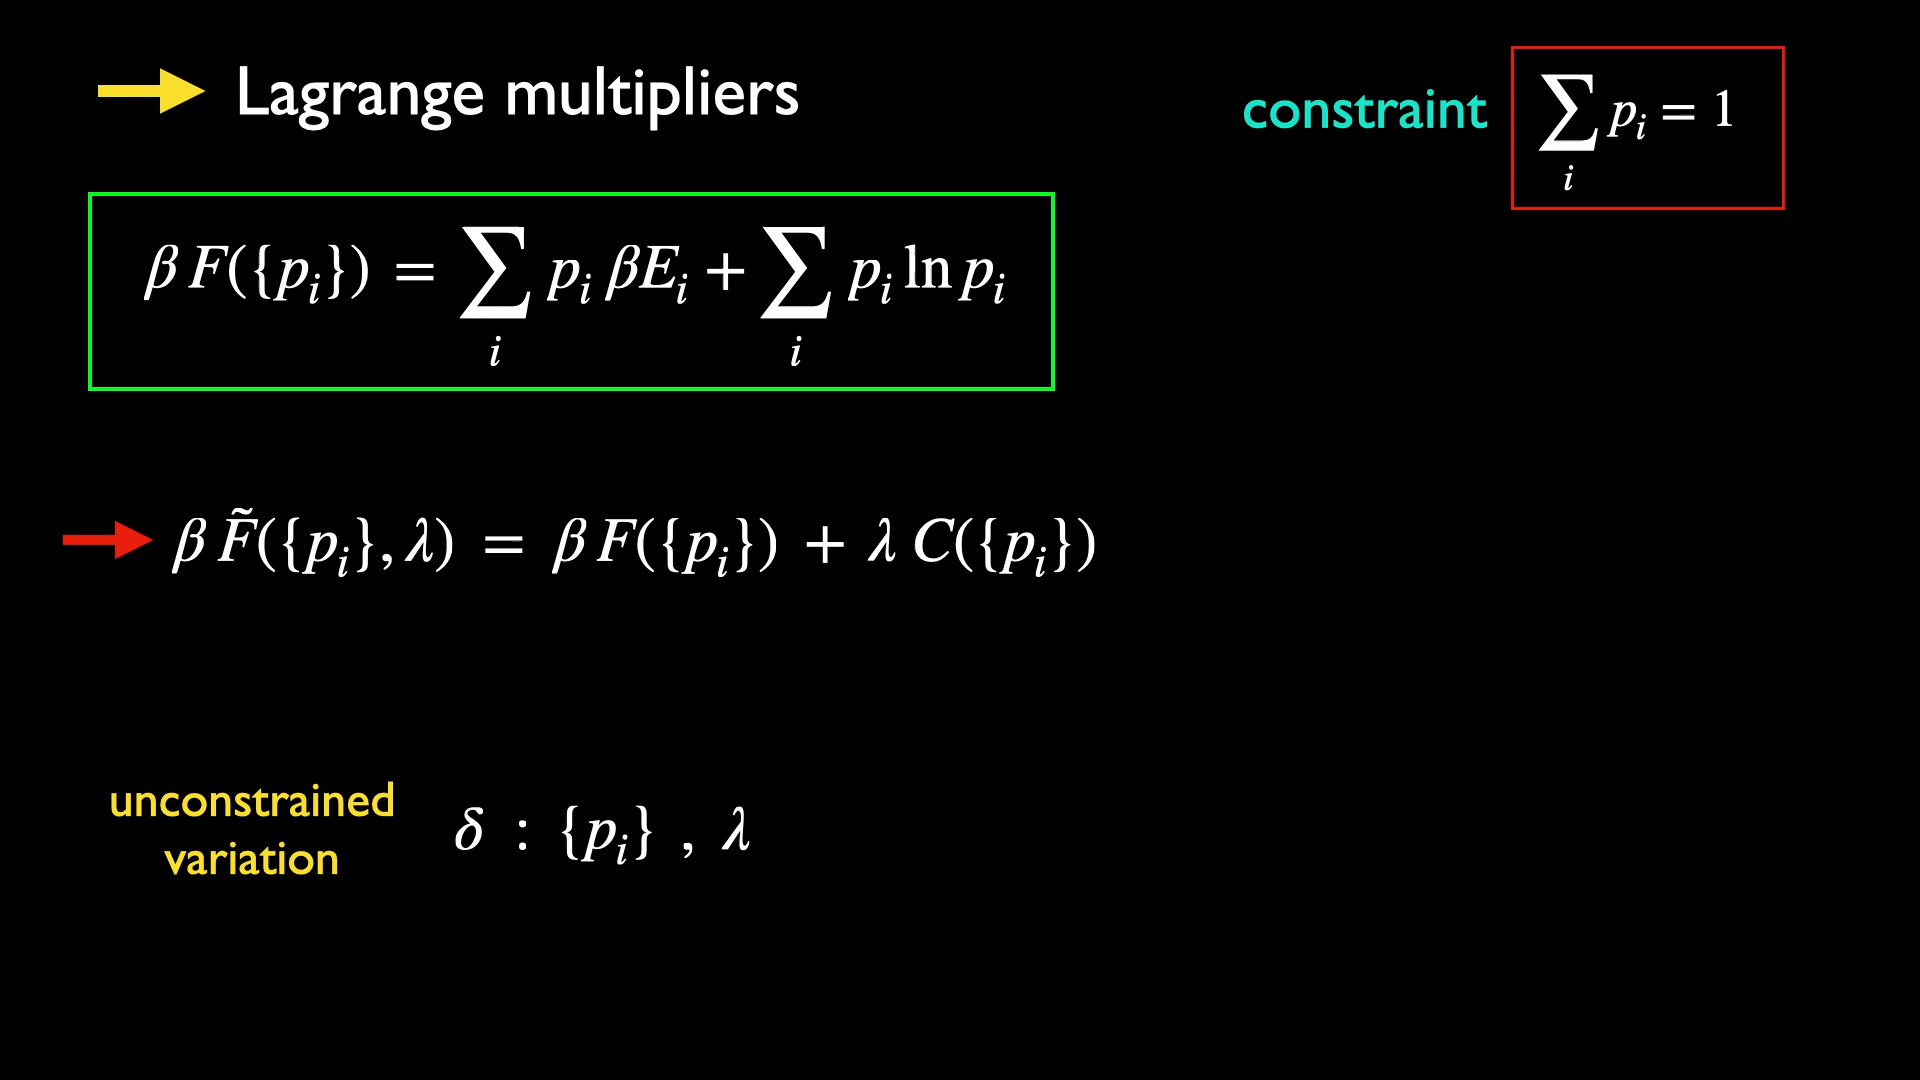 Lagrange multipliers
constraint ∑_i p_i = 1
β F({p_i}) = ∑_i p_i βE_i + ∑_i p_i ln p_i
β F̃({p_i}, λ) = β F({p_i}) + λ C({p_i})
unconstrained
variation
δ : {p_i} , λ